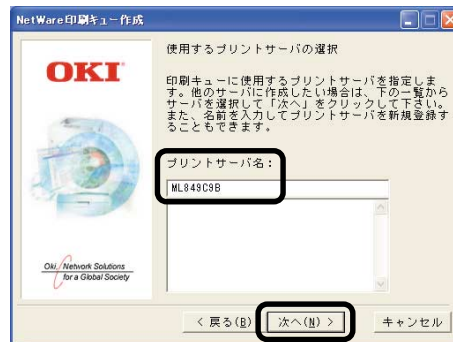 NetWare印刷キュー作成
OKI
Oki, Network Solutions
for a Global Society
使用するプリントサーバの選択
印刷キューに使用するプリントサーバを指定しま
す。他のサーバに作成したい場合は、下の一覧から
サーバを選択して「次へ」をクリックして下さい。
また、名前を入力してプリントサーバを新規登録す
ることもできます。
プリントサーバ名：
ML849C9B
< 戻る(B)
次へ(N) >
キャンセル